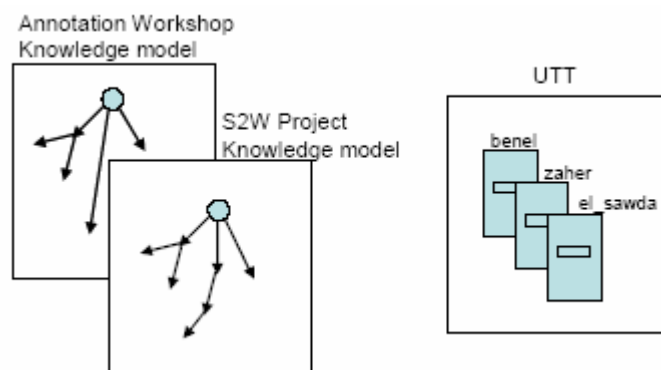 Annotation Workshop
Knowledge model
S2W Project
Knowledge model
UTT
benel
zaher
el_sawda